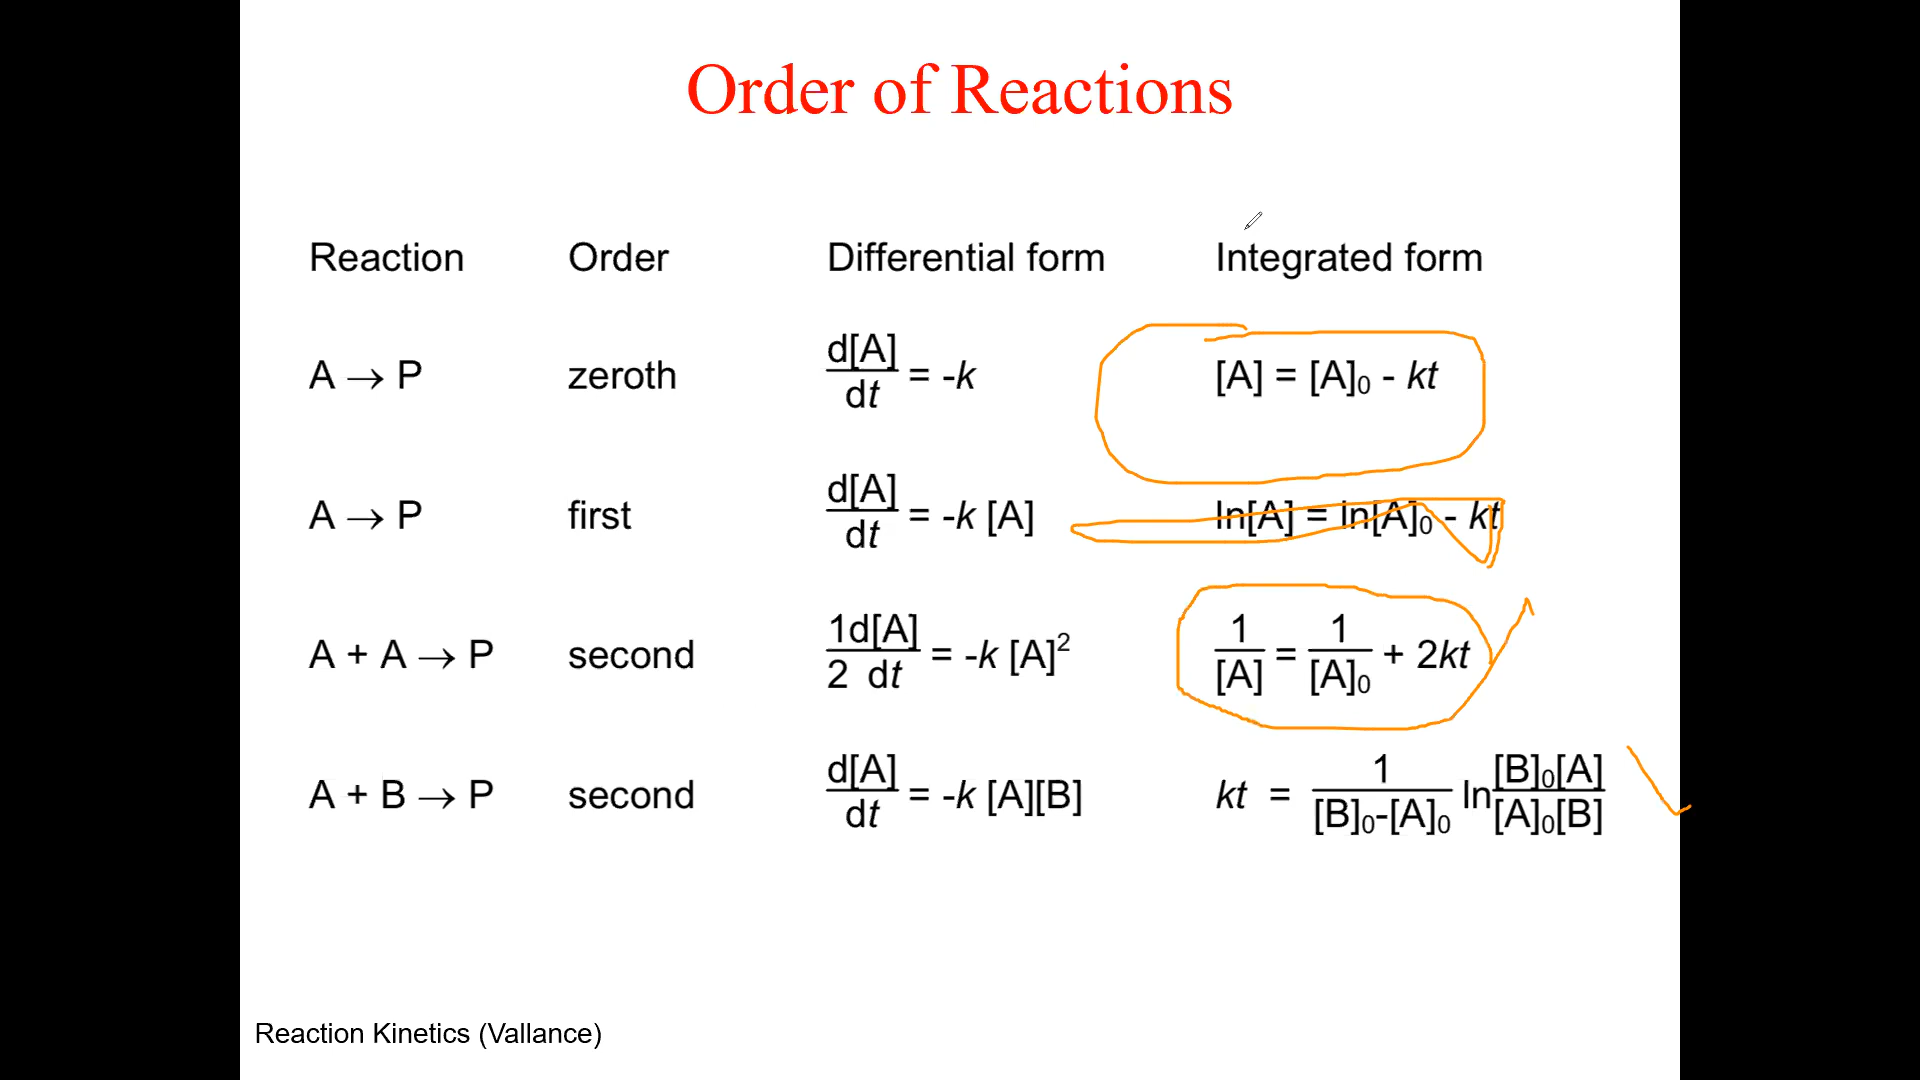 Order of Reactions
Reaction Order Differential form Integrated form
A → P zeroth d[A]/dt = -k [A] = [A]₀ - kt
A → P first d[A]/dt = -k [A] ln[A] = ln[A]₀ - kt
A + A → P second 1d[A]/2 dt = -k [A]² 1/[A] = 1/[A]₀ + 2kt
A + B → P second d[A]/dt = -k [A][B] kt = 1/[B]₀-[A]₀ ln[B]₀[A]/[A]₀[B]
Reaction Kinetics (Vallance)